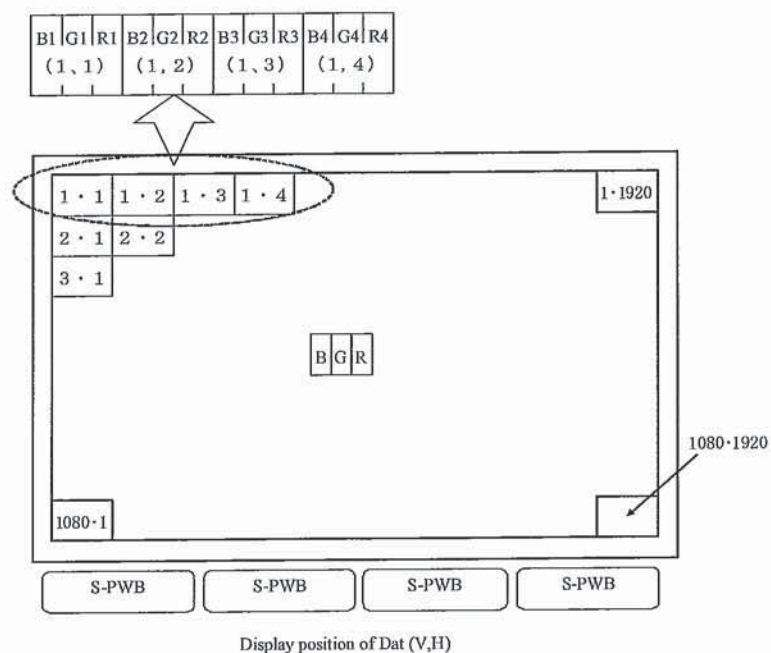 B1 G1 R1 B2 G2 R2 B3 G3 R3 B4 G4 R4
(1、1) (1, 2) (1, 3) (1, 4)
1・1 1・2 1・3 1・4 1・1920
2・1 2・2
3・1
B G R
1080・1920
1080・1
S-PWB S-PWB S-PWB S-PWB
Display position of Dat (V,H)